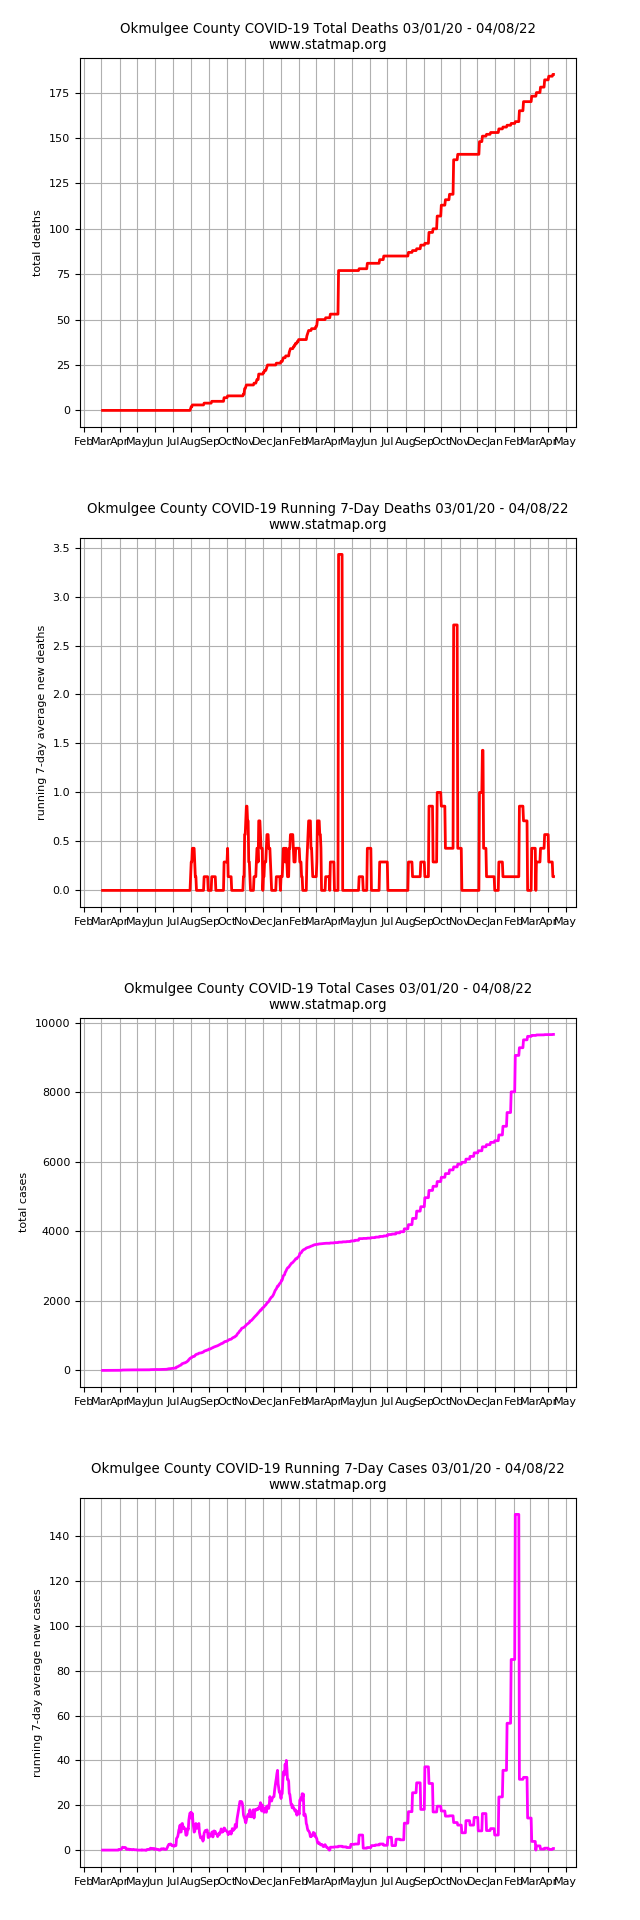 Okmulgee County COVID-19 Total Deaths 03/01/20 - 04/08/22
www.statmap.org
175
150
125
100
75
50
25
0
total deaths
Feb Mar Apr May Jun Jul Aug Sep Oct Nov Dec Jan Feb Mar Apr May Jun Jul Aug Sep Oct Nov Dec Jan Feb Mar Apr May
Okmulgee County COVID-19 Running 7-Day Deaths 03/01/20 - 04/08/22
www.statmap.org
3.5
3.0
2.5
2.0
1.5
1.0
0.5
0.0
running 7-day average new deaths
Feb Mar Apr May Jun Jul Aug Sep Oct Nov Dec Jan Feb Mar Apr May Jun Jul Aug Sep Oct Nov Dec Jan Feb Mar Apr May
Okmulgee County COVID-19 Total Cases 03/01/20 - 04/08/22
www.statmap.org
10000
8000
6000
4000
2000
0
total cases
Feb Mar Apr May Jun Jul Aug Sep Oct Nov Dec Jan Feb Mar Apr May Jun Jul Aug Sep Oct Nov Dec Jan Feb Mar Apr May
Okmulgee County COVID-19 Running 7-Day Cases 03/01/20 - 04/08/22
www.statmap.org
140
120
100
80
60
40
20
0
running 7-day average new cases
Feb Mar Apr May Jun Jul Aug Sep Oct Nov Dec Jan Feb Mar Apr May Jun Jul Aug Sep Oct Nov Dec Jan Feb Mar Apr May